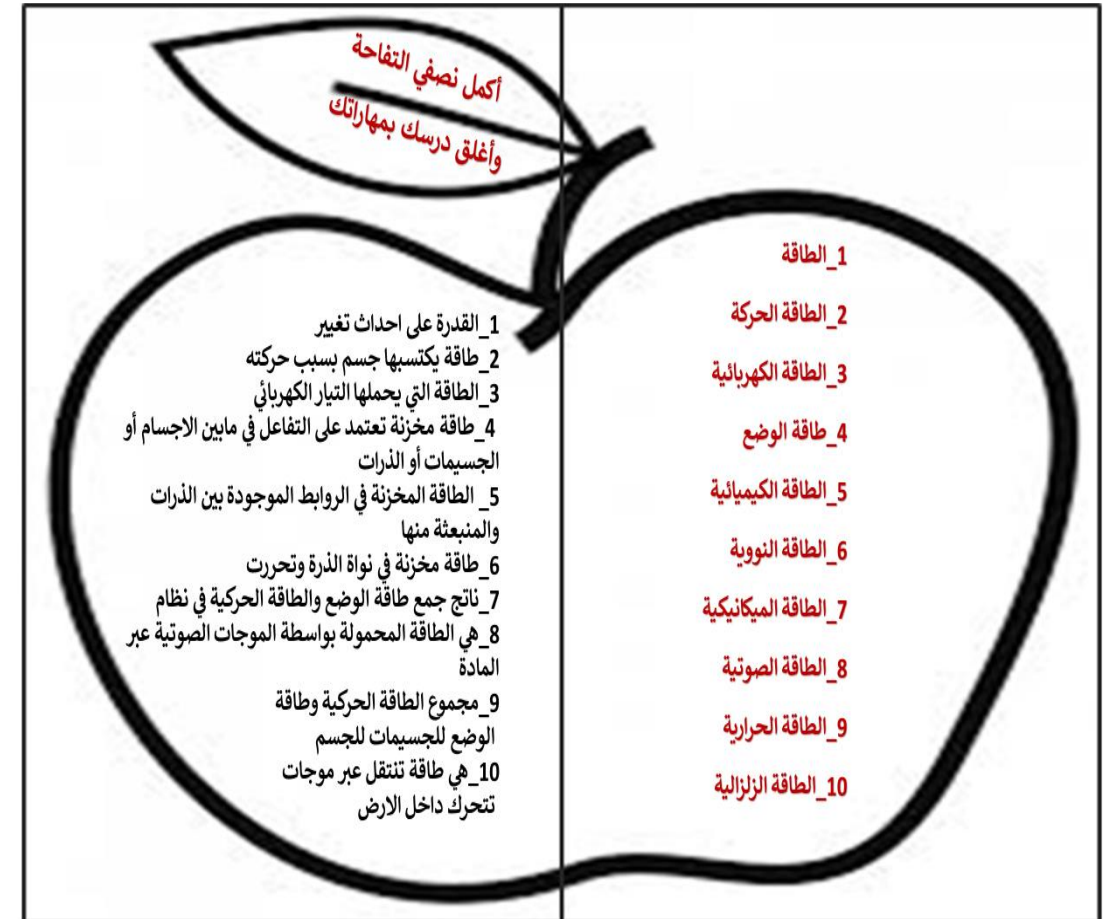 أكمل نصفي التفاحة
وأغلق درسك بمهاراتك
1_الطاقة
2_الطاقة الحركة
3_الطاقة الكهربائية
4_طاقة الوضع
5_الطاقة الكيميائية
6_الطاقة النووية
7_الطاقة الميكانيكية
8_الطاقة الصوتية
9_الطاقة الحرارية
10_الطاقة الزلزالية
1_القدرة على احداث تغيير
2_طاقة يكتسبها جسم بسبب حركته
3_الطاقة التي يحملها التيار الكهربائي
4_طاقة مخزنة تعتمد على التفاعل في مابين الاجسام أو
الجسيمات أو الذرات
5_ الطاقة المخزنة في الروابط الموجودة بين الذرات
والمنبعثة منها
6_طاقة مخزنة في نواة الذرة وتحررت
7_ناتج جمع طاقة الوضع والطاقة الحركية في نظام
8_هي الطاقة المحمولة بواسطة الموجات الصوتية عبر
المادة
9_مجموع الطاقة الحركية وطاقة
الوضع للجسيمات للجسم
10_هي طاقة تنتقل عبر موجات
تتحرك داخل الارض